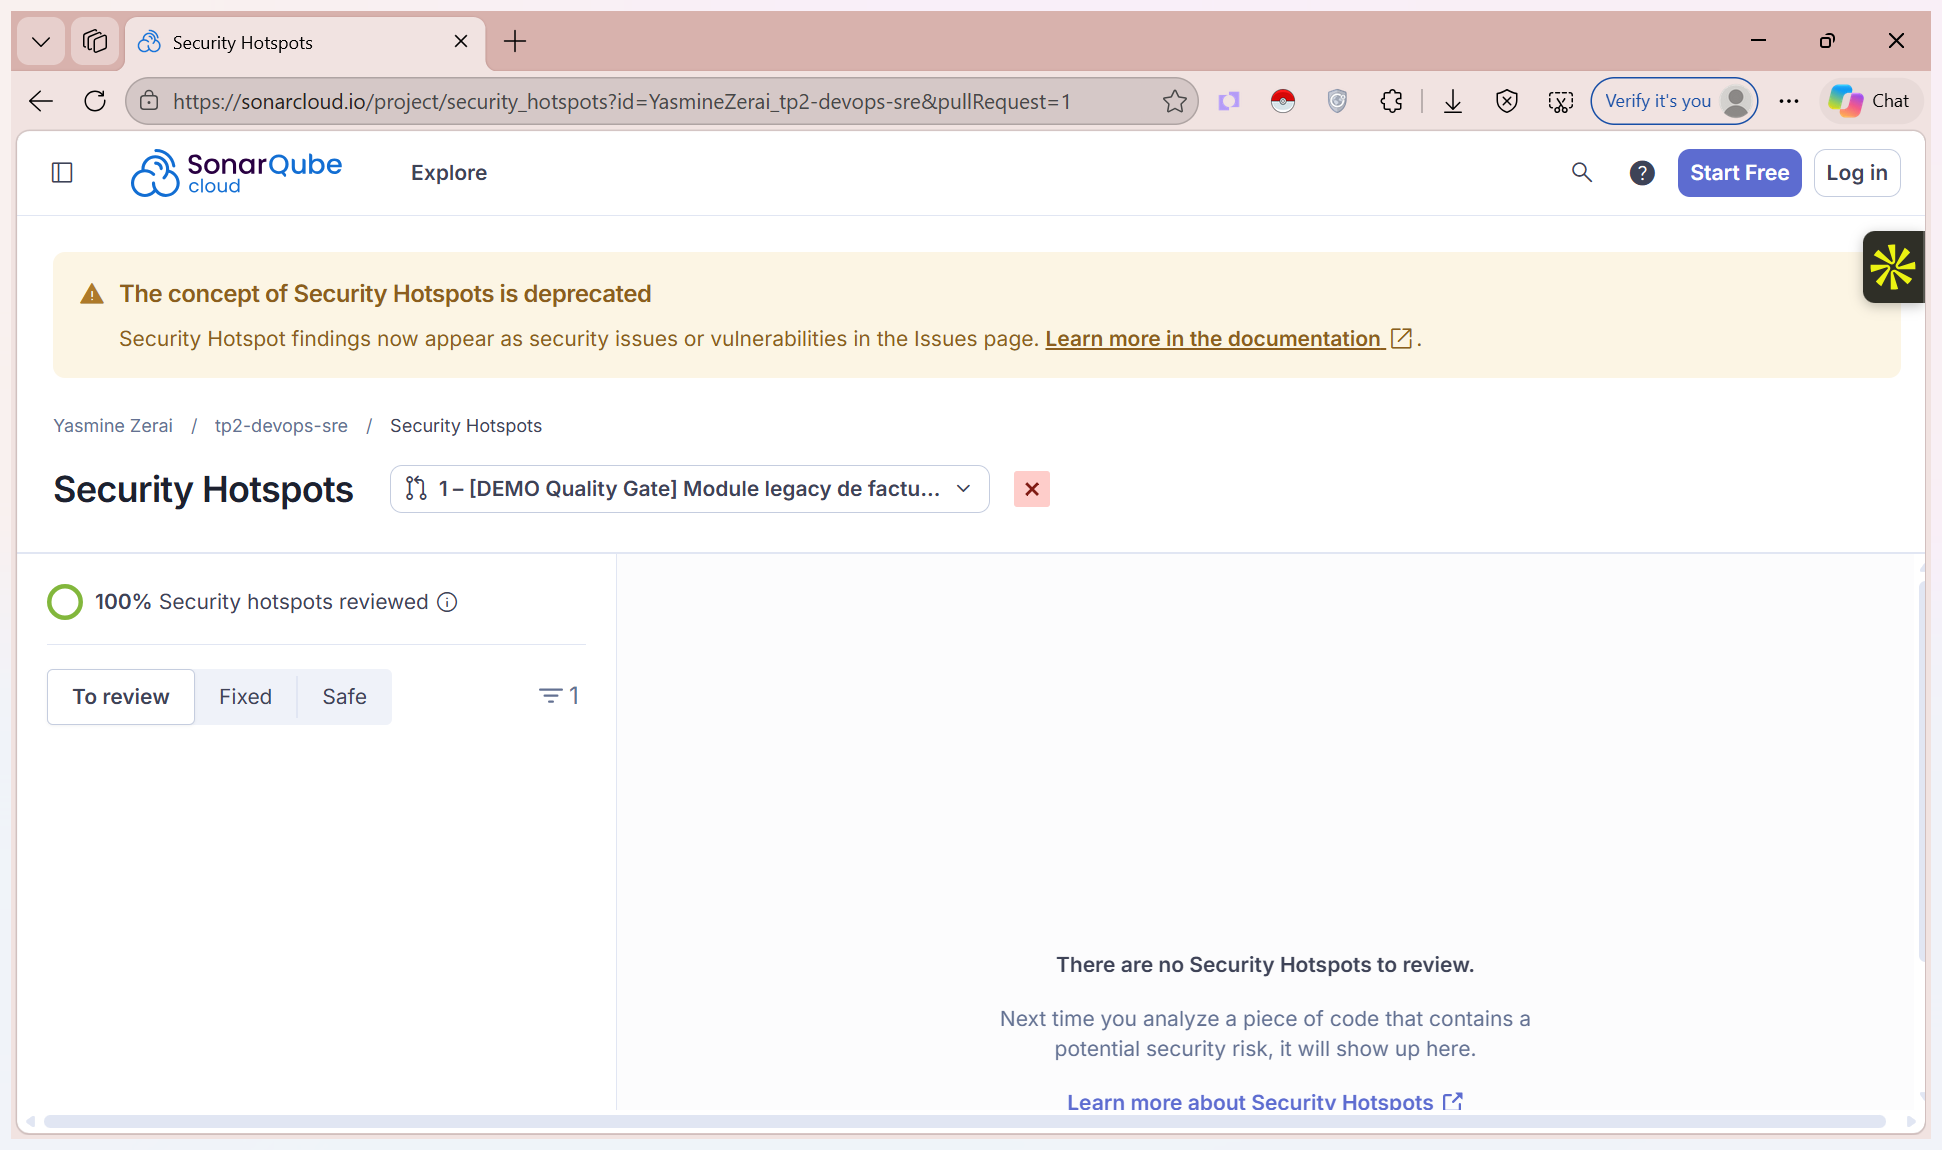 Security Hotspots
https://sonarcloud.io/project/security_hotspots?id=YasmineZerai_tp2-devops-sre&pullRequest=1
Verify it's you
Chat
SonarQube
cloud
Explore
?
Start Free
Log in
The concept of Security Hotspots is deprecated
Security Hotspot findings now appear as security issues or vulnerabilities in the Issues page. Learn more in the documentation .
Yasmine Zerai / tp2-devops-sre / Security Hotspots
Security Hotspots
1 – [DEMO Quality Gate] Module legacy de factu...
100% Security hotspots reviewed
To review
Fixed
Safe
1
There are no Security Hotspots to review.
Next time you analyze a piece of code that contains a
potential security risk, it will show up here.
Learn more about Security Hotspots